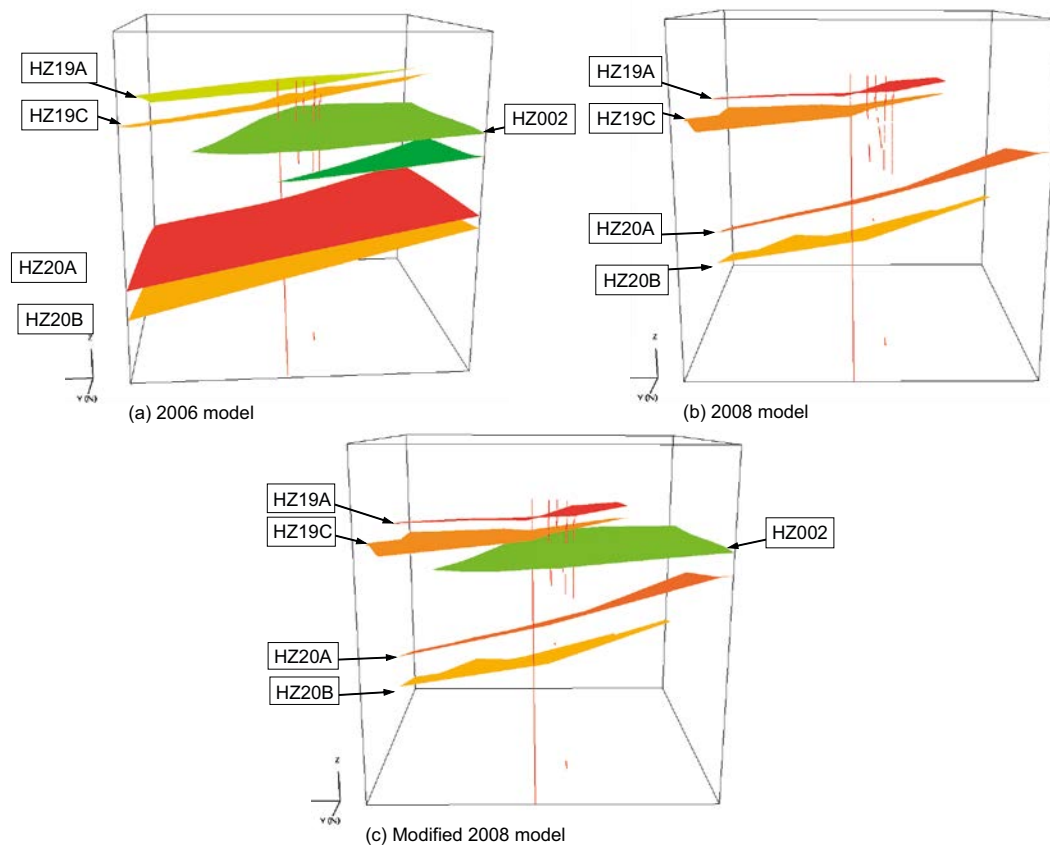 HZ19A
HZ19C
HZ002
HZ20A
HZ20B
Z
Y (N)
(a) 2006 model
HZ19A
HZ19C
HZ20A
HZ20B
Z
Y (N)
(b) 2008 model
HZ19A
HZ19C
HZ002
HZ20A
HZ20B
Z
Y (N)
(c) Modified 2008 model